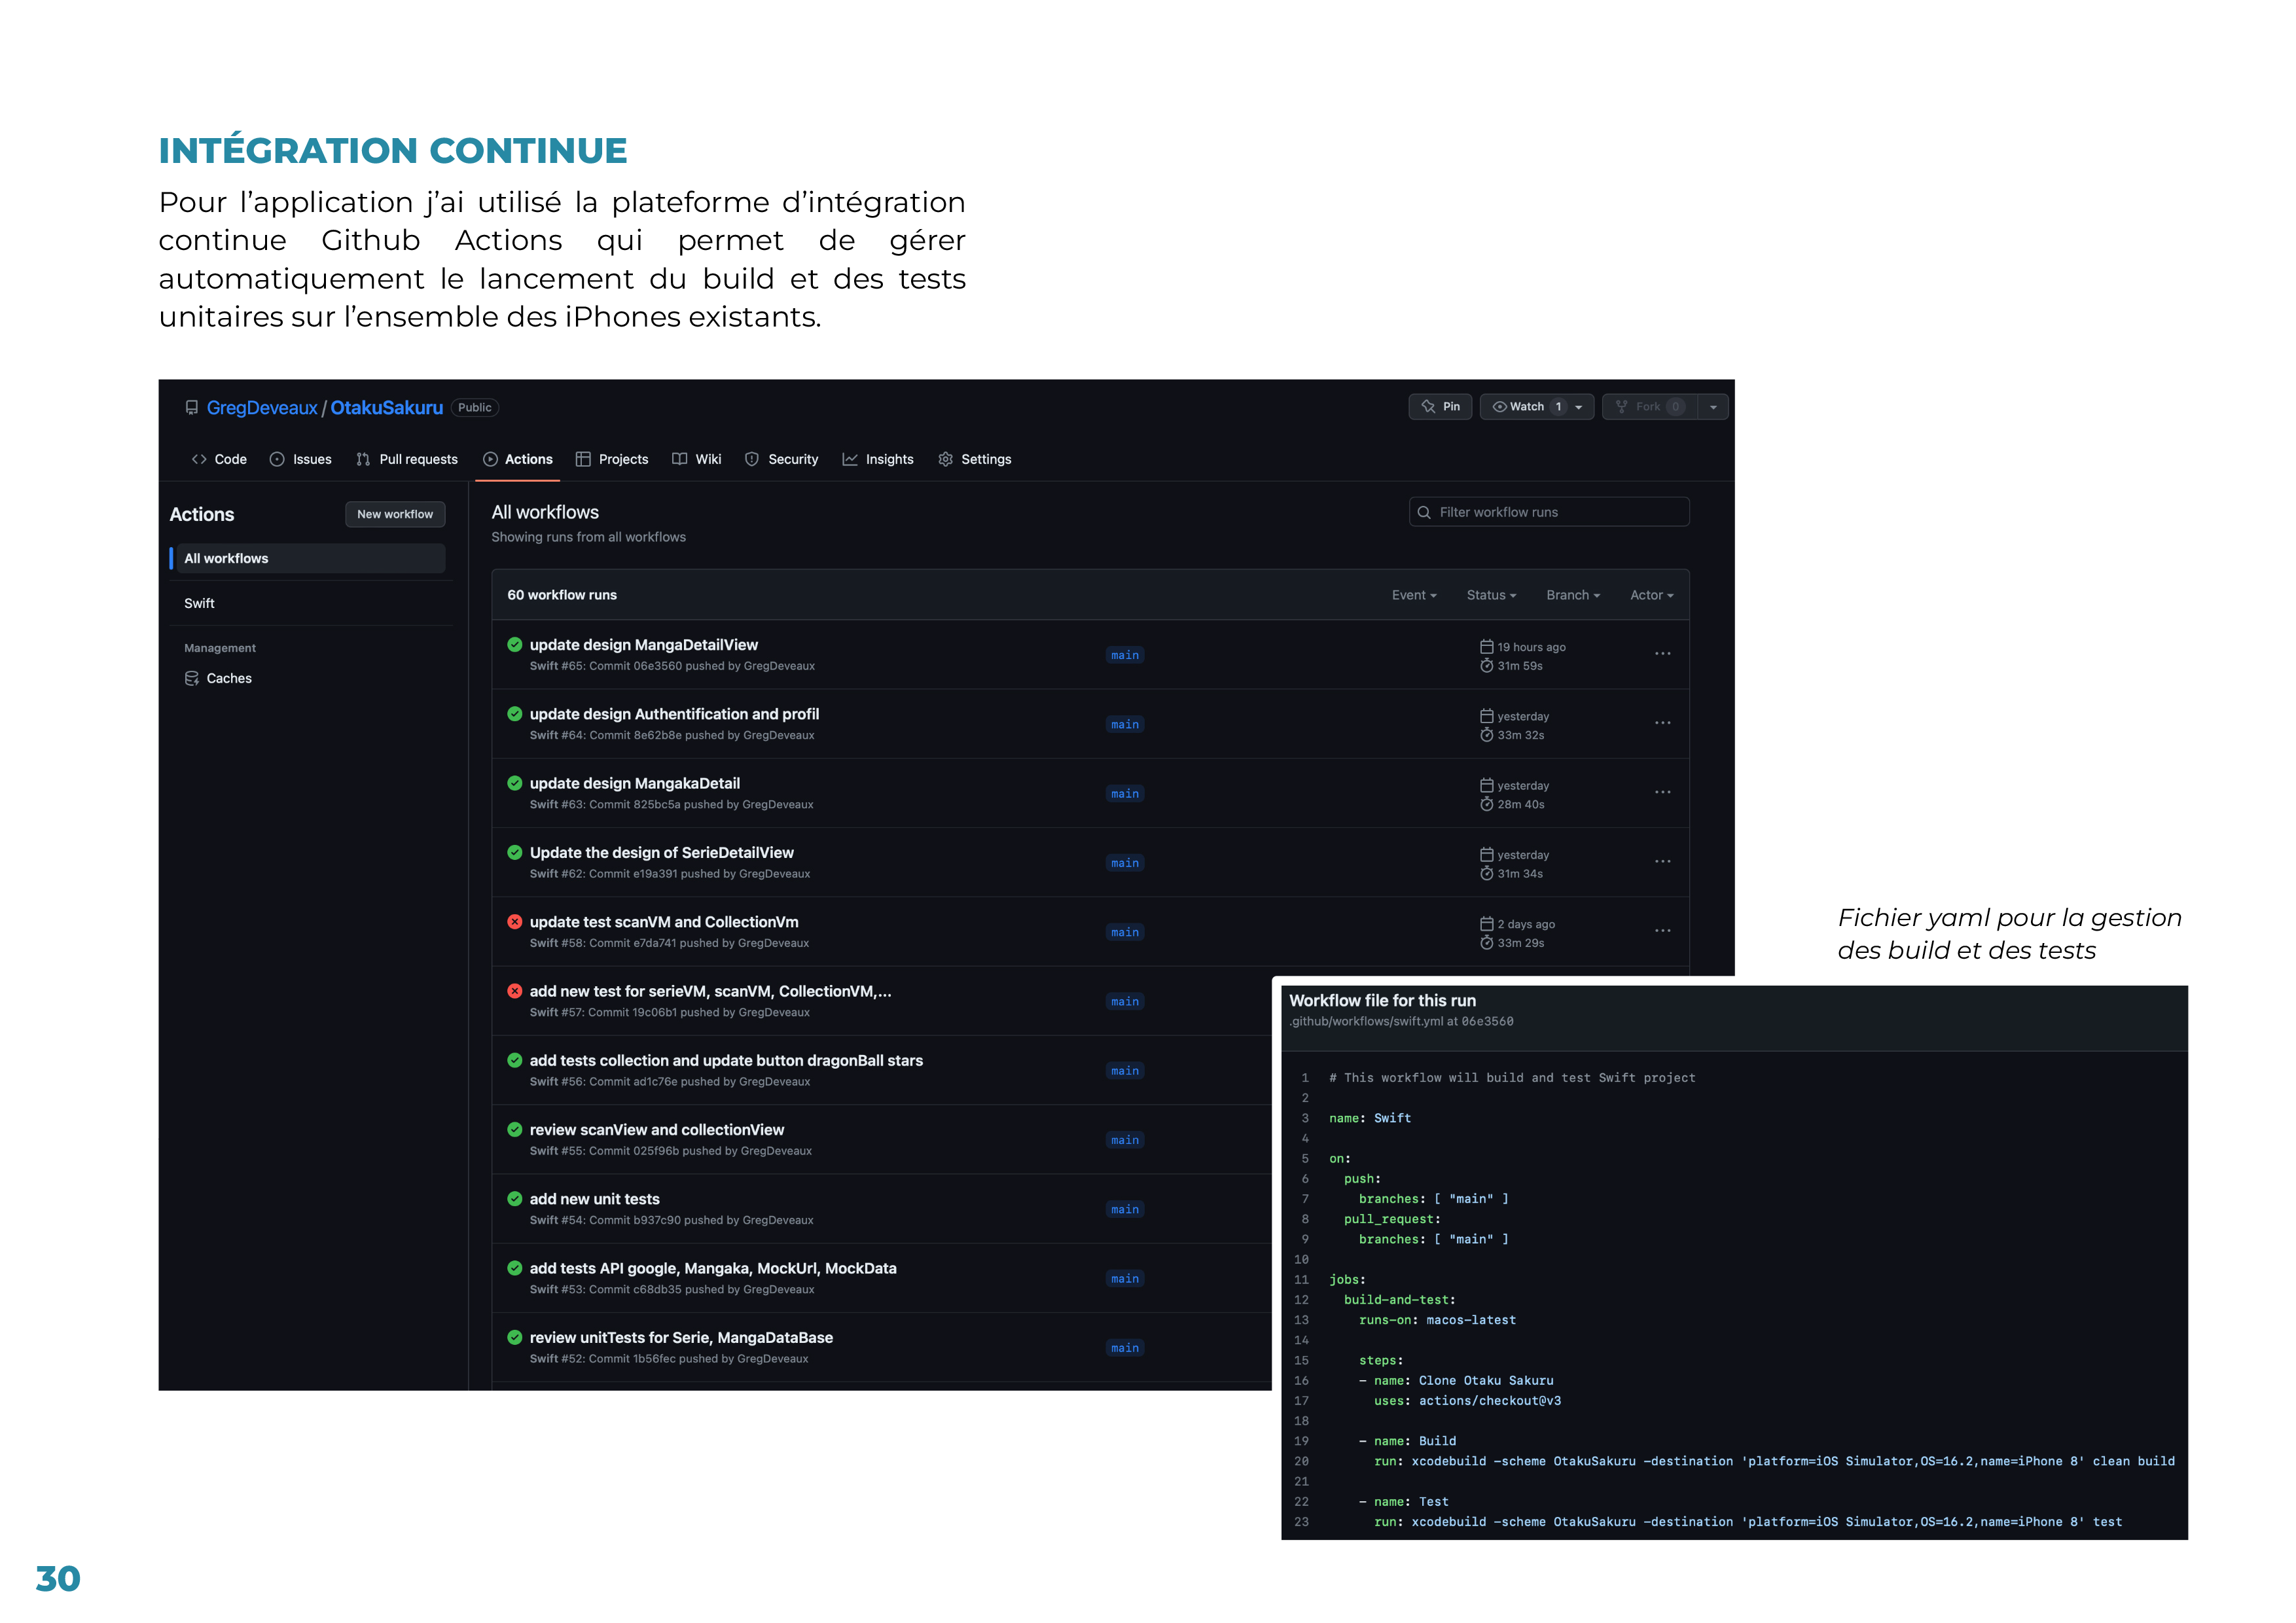 INTÉGRATION CONTINUE
Pour l’application j’ai utilisé la plateforme d’intégration
continue Github Actions qui permet de gérer
automatiquement le lancement du build et des tests
unitaires sur l’ensemble des iPhones existants.
GregDeveaux / OtakuSakuru Public
Pin
Watch 1
Fork 0
Code Issues Pull requests Actions Projects Wiki Security Insights Settings
Actions
New workflow
All workflows
Swift
Management
Caches
All workflows
Showing runs from all workflows
Filter workflow runs
60 workflow runs
Event Status Branch Actor
update design MangaDetailView
Swift #65: Commit 06e3560 pushed by GregDeveaux
main
19 hours ago
31m 59s
update design Authentification and profil
Swift #64: Commit 8e62b8e pushed by GregDeveaux
main
yesterday
33m 32s
update design MangakaDetail
Swift #63: Commit 825bc5a pushed by GregDeveaux
main
yesterday
28m 40s
Update the design of SerieDetailView
Swift #62: Commit e19a391 pushed by GregDeveaux
main
yesterday
31m 34s
update test scanVM and CollectionVm
Swift #58: Commit e7da741 pushed by GregDeveaux
main
2 days ago
33m 29s
add new test for serieVM, scanVM, CollectionVM,...
Swift #57: Commit 19c06b1 pushed by GregDeveaux
main
add tests collection and update button dragonBall stars
Swift #56: Commit ad1c76e pushed by GregDeveaux
main
review scanView and collectionView
Swift #55: Commit 025f96b pushed by GregDeveaux
main
add new unit tests
Swift #54: Commit b937c90 pushed by GregDeveaux
main
add tests API google, Mangaka, MockUrl, MockData
Swift #53: Commit c68db35 pushed by GregDeveaux
main
review unitTests for Serie, MangaDataBase
Swift #52: Commit 1b56fec pushed by GregDeveaux
main
Fichier yaml pour la gestion
des build et des tests
Workflow file for this run
.github/workflows/swift.yml at 06e3560
1 # This workflow will build and test Swift project
2
3 name: Swift
4
5 on:
6 push:
7 branches: [ "main" ]
8 pull_request:
9 branches: [ "main" ]
10
11 jobs:
12 build-and-test:
13 runs-on: macos-latest
14
15 steps:
16 - name: Clone Otaku Sakuru
17 uses: actions/checkout@v3
18
19 - name: Build
20 run: xcodebuild -scheme OtakuSakuru -destination 'platform=iOS Simulator,OS=16.2,name=iPhone 8' clean build
21
22 - name: Test
23 run: xcodebuild -scheme OtakuSakuru -destination 'platform=iOS Simulator,OS=16.2,name=iPhone 8' test
30